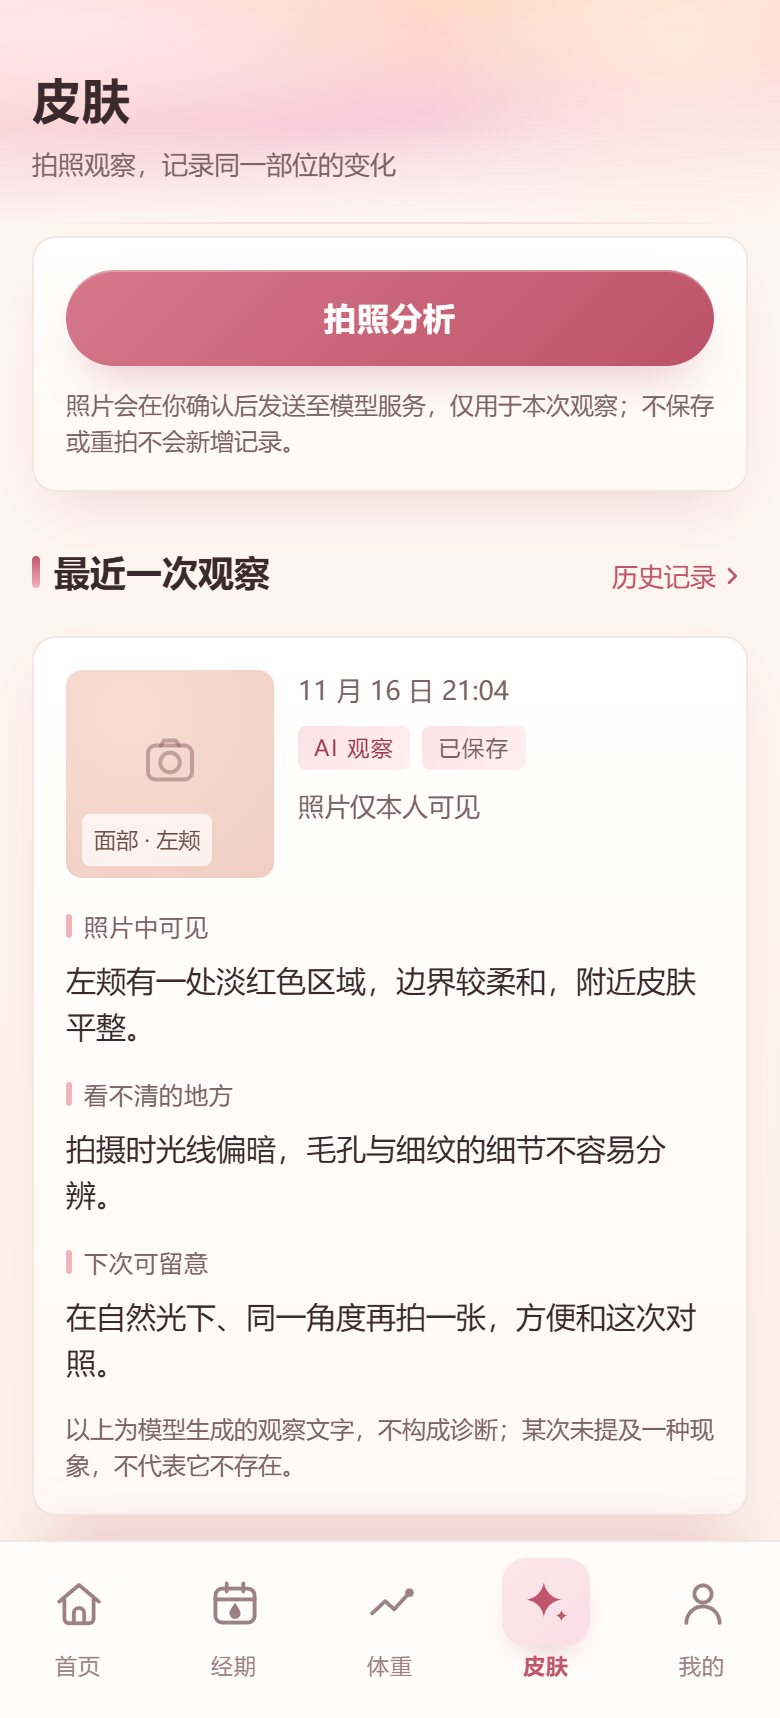 皮肤
拍照观察，记录同一部位的变化
拍照分析
照片会在你确认后发送至模型服务，仅用于本次观察；不保存
或重拍不会新增记录。
最近一次观察
历史记录
11 月 16 日 21:04
AI 观察
已保存
照片仅本人可见
面部 · 左颊
照片中可见
左颊有一处淡红色区域，边界较柔和，附近皮肤
平整。
看不清的地方
拍摄时光线偏暗，毛孔与细纹的细节不容易分
辨。
下次可留意
在自然光下、同一角度再拍一张，方便和这次对
照。
以上为模型生成的观察文字，不构成诊断；某次未提及一种现
象，不代表它不存在。
首页
经期
体重
皮肤
我的